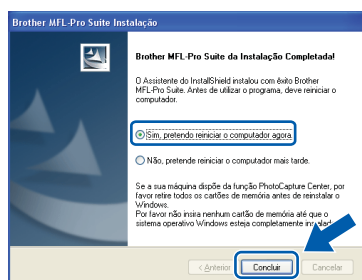 Brother MFL-Pro Suite Instalação
Brother MFL-Pro Suite da Instalação Completada!
O Assistente do InstallShield instalou com êxito Brother
MFL-Pro Suite. Antes de utilizar o programa, deve reiniciar o
computador.
Sim, pretendo reiniciar o computador agora.
Não, pretende reiniciar o computador mais tarde.
Se a sua máquina dispõe da função PhotoCapture Center, por
favor retire todos os cartões de memória antes de reinstalar o
Windows.
Por favor não insira nenhum cartão de memória até que o
sistema operativo Windows esteja completamente
< Anterior
Concluir
Cancelar